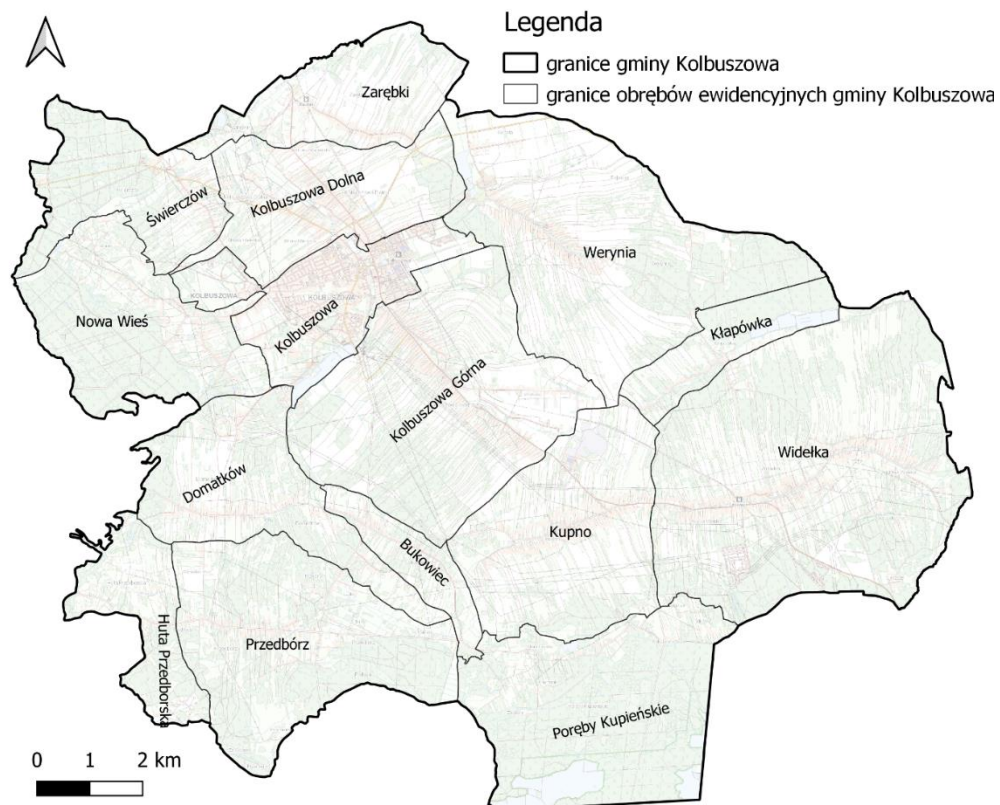 Legenda
granice gminy Kolbuszowa
granice obrębów ewidencyjnych gminy Kolbuszowa
Zarębki
Świerczów
Kolbuszowa Dolna
Werynia
Nowa Wieś
KOLBUSZOWA
Kolbuszowa
Kłapówka
Kolbuszowa Górna
Widełka
Domatków
Kupno
Bukowiec
Huta Przedborska
Przedbórz
Poręby Kupieńskie
0 1 2 km